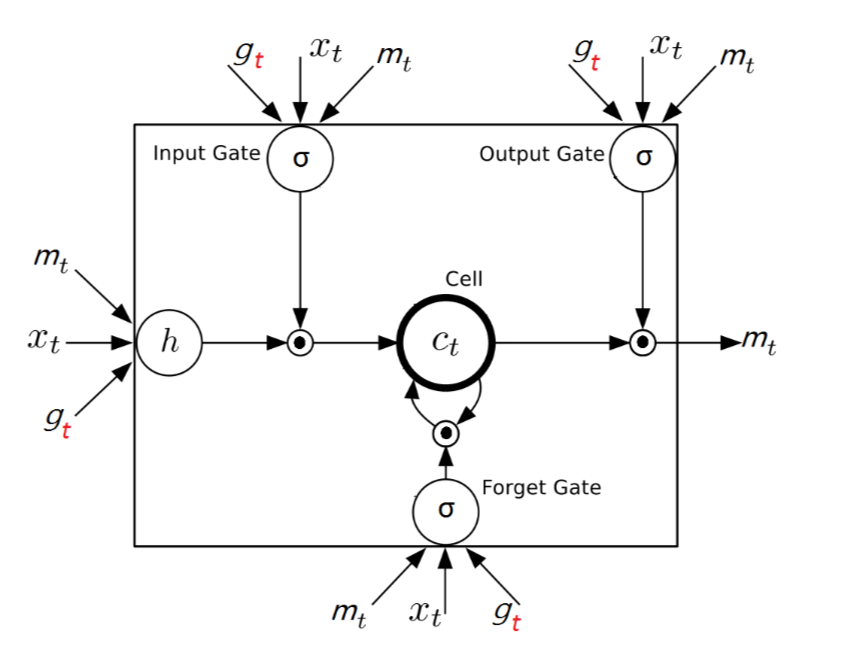 g_t x_t m_t g_t x_t m_t
Input Gate σ Output Gate σ
m_t
Cell
x_t h c_t m_t
g_t
Forget Gate
σ
m_t x_t g_t